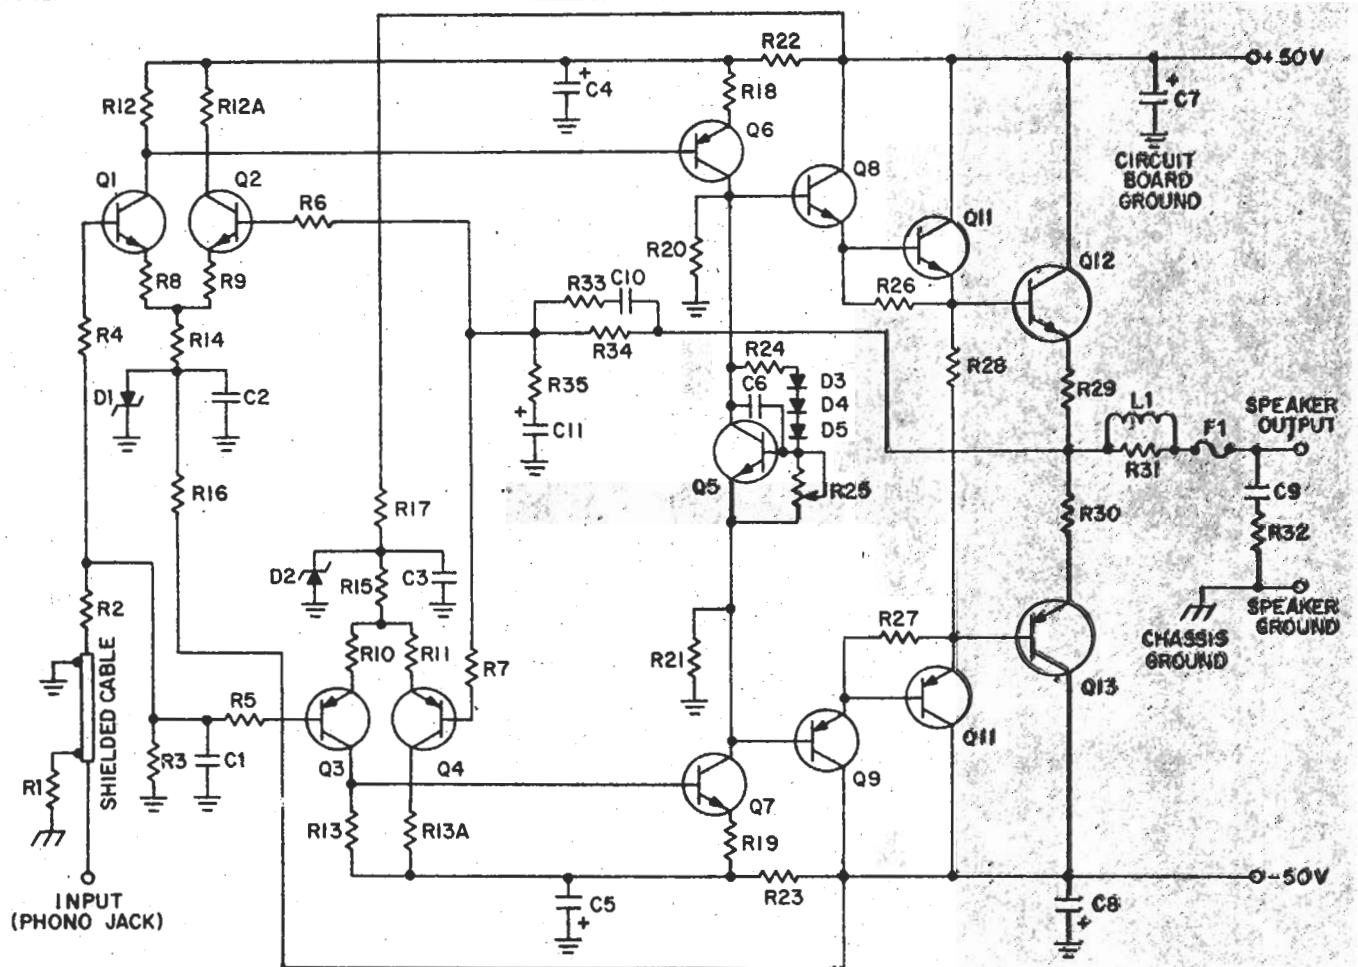 R22
+50V
+
C4
R12
R12A
R18
+
C7
Q6
CIRCUIT
BOARD
GROUND
Q1
Q2
R6
Q8
Q11
R8
R9
R20
Q12
R33
C10
R26
R4
R14
R34
R24
R28
R29
D1
C2
R35
C6
D3
D4
D5
L1
F1
SPEAKER
OUTPUT
+
C11
R31
R16
Q5
R25
C9
R17
R30
R32
D2
R15
C3
R2
R27
SPEAKER
GROUND
CHASSIS
GROUND
R10
R11
R7
R21
SHIELDED CABLE
Q13
R5
R3
C1
Q3
Q4
Q9
Q11
R1
Q7
R13
R13A
R19
R23
-50V
INPUT
(PHONO JACK)
C5
+
C8
+